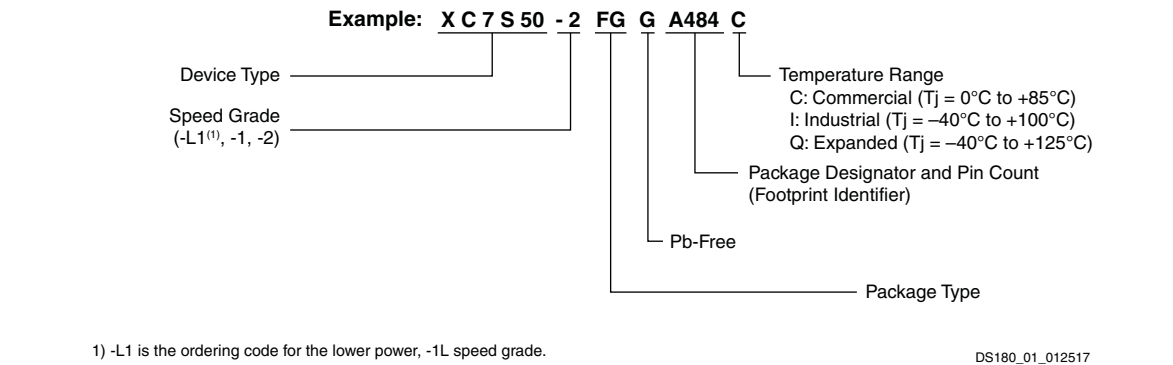 Example: X C 7 S 50 - 2 FG G A484 C
Device Type
Speed Grade
(-L1(1), -1, -2)
Temperature Range
C: Commercial (Tj = 0°C to +85°C)
I: Industrial (Tj = –40°C to +100°C)
Q: Expanded (Tj = –40°C to +125°C)
Package Designator and Pin Count
(Footprint Identifier)
Pb-Free
Package Type
1) -L1 is the ordering code for the lower power, -1L speed grade.
DS180_01_012517